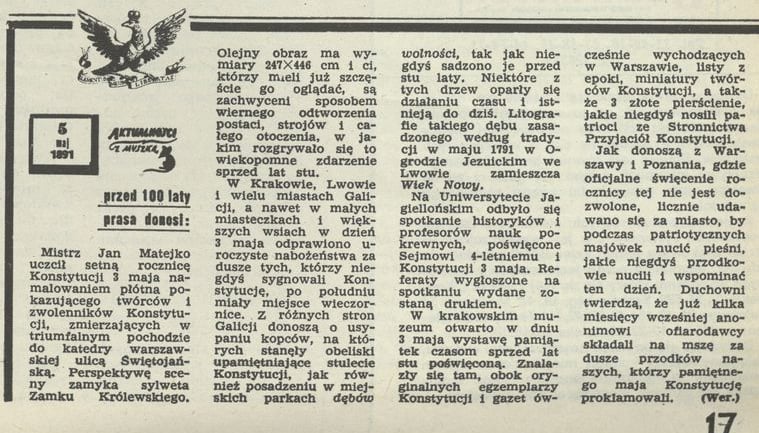 5
maj
1891
AKTUALNOŚCI
Z MUSZKĄ
3
przed 100 laty
prasa donosi:
Mistrz Jan Matejko
uczcił setną rocznicę
Konstytucji 3 maja na-
malowaniem płótna po-
kazującego twórców i
zwolenników Konstytu-
cji, zmierzających w
triumfalnym pochodzie
do katedry warszaw-
skiej ulicą Świętojań-
ską. Perspektywę sce-
ny zamyka sylweta
Zamku Królewskiego.
Olejny obraz ma wy-
miary 247×446 cm i ci,
którzy mieli już szczę-
ście go oglądać, są
zachwyceni sposobem
wiernego odtworzenia
postaci, strojów i ca-
łego otoczenia, w ja-
kim rozgrywało się to
wiekopomne zdarzenie
sprzed lat stu.
W Krakowie, Lwowie
i wielu miastach Gali-
cji, a nawet w małych
miasteczkach i więk-
szych wsiach w dzień
3 maja odprawiono u-
roczyste nabożeństwa za
dusze tych, którzy nie-
gdyś sygnowali Kon-
stytucję, po południu
miały miejsce wieczor-
nice. Z różnych stron
Galicji donoszą o usy-
paniu kopców, na któ-
rych stanęły obeliski
upamiętniające stulecie
Konstytucji, jak rów-
nież posadzeniu w miej-
skich parkach dębów
wolności, tak jak nie-
gdyś sadzono je przed
stu laty. Niektóre z
tych drzew oparły się
działaniu czasu i ist-
nieją do dziś. Litogra-
fie takiego dębu zasa-
dzonego według trady-
cji w maju 1791 w O-
grodzie Jezuickim we
Lwowie zamieszcza
Wiek Nowy.
Na Uniwersytecie Ja-
giellońskim odbyło się
spotkanie historyków i
profesorów nauk po-
krewnych, poświęcone
Sejmowi 4-letniemu i
Konstytucji 3 maja. Re-
feraty wygłoszone na
spotkaniu wydane zo-
staną drukiem.
W krakowskim mu-
zeum otwarto w dniu
3 maja wystawę pamią-
tek czasom sprzed lat
stu poświęconą. Znala-
zły się tam, obok ory-
ginalnych egzemplarzy
Konstytucji i gazet ów-
cześnie wychodzących
w Warszawie, listy z
epoki, miniatury twór-
ców Konstytucji, a tak-
że 3 złote pierścienie,
jakie niegdyś nosili pa-
trioci ze Stronnictwa
Przyjaciół Konstytucji.
Jak donoszą z War-
szawy i Poznania, gdzie
oficjalne święcenie ro-
cznicy tej nie jest do-
zwolone, licznie uda-
wano się za miasto, by
podczas patriotycznych
majówek nucić pieśni,
jakie niegdyś przodko-
wie nucili i wspominać
ten dzień. Duchowni
twierdzą, że już kilka
miesięcy wcześniej ano-
nimowi ofiarodawcy
składali na mszę za
dusze przodków na-
szych, którzy pamiętne-
go maja Konstytucję
proklamowali. (Wer.)
17